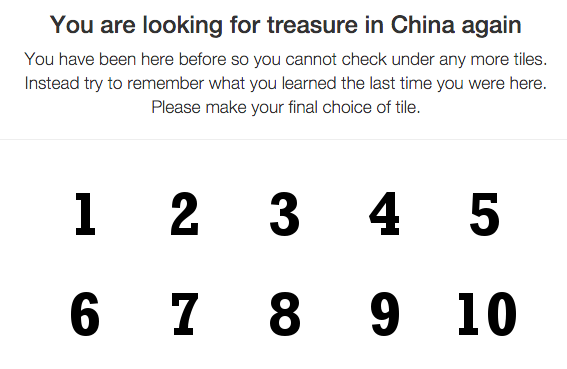 You are looking for treasure in China again
You have been here before so you cannot check under any more tiles.
Instead try to remember what you learned the last time you were here.
Please make your final choice of tile.
1 2 3 4 5
6 7 8 9 10